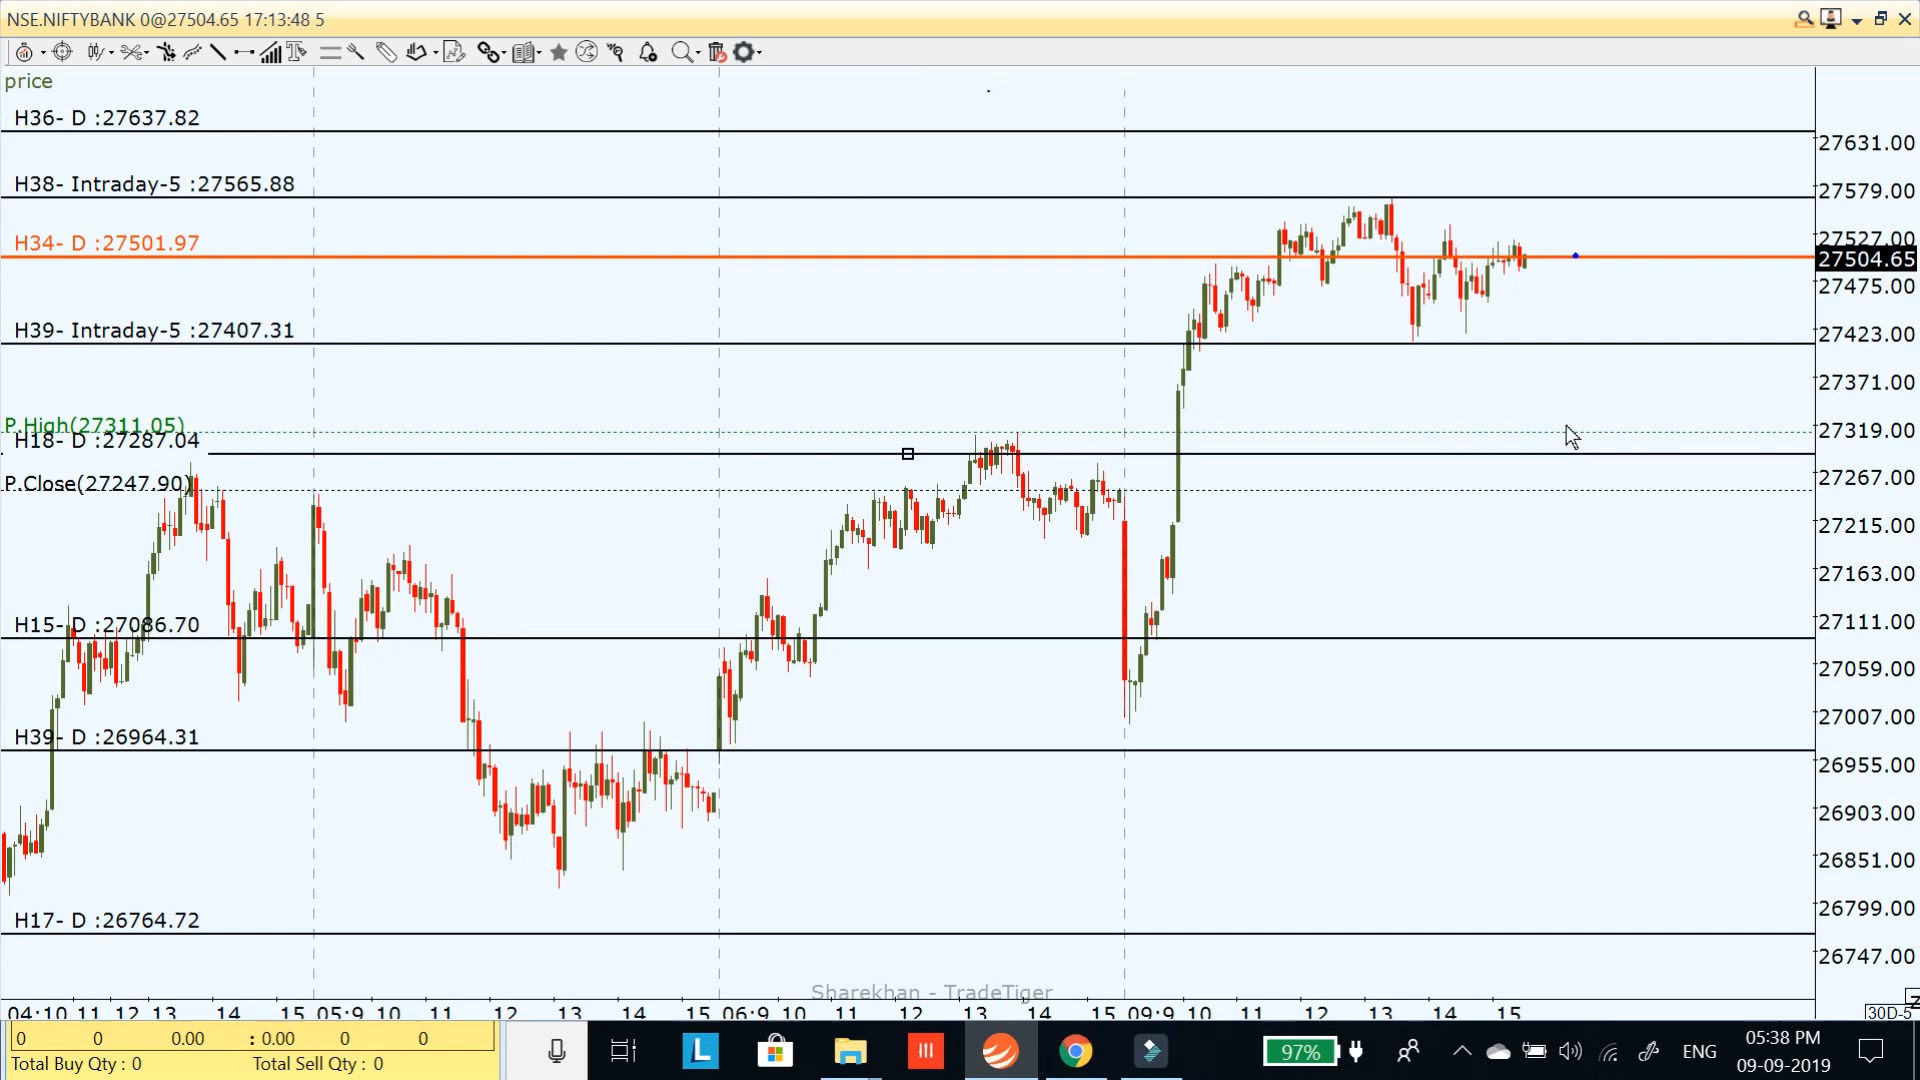 NSE.NIFTYBANK 0@27504.65 17:13:48 5
price
H36- D :27637.82
27631.00
H38- Intraday-5 :27565.88
27579.00
H34- D :27501.97
27527.00
27504.65
27475.00
H39- Intraday-5 :27407.31
27423.00
27371.00
P.High(27311.05)
27319.00
H18- D :27287.04
P.Close(27247.90)
27267.00
27215.00
27163.00
H15- D :27086.70
27111.00
27059.00
27007.00
H39- D :26964.31
26955.00
26903.00
26851.00
H17- D :26764.72
26799.00
26747.00
Sharekhan - TradeTiger
04:10 11 12 13 14 15 05:9 10 11 12 13 14 15 06:9 10 11 12 13 14 15 09:9 10 11 12 13 14 15
30D-5
0 0 0.00 : 0.00 0 0
Total Buy Qty : 0 Total Sell Qty : 0
L
97%
ENG
05:38 PM
09-09-2019